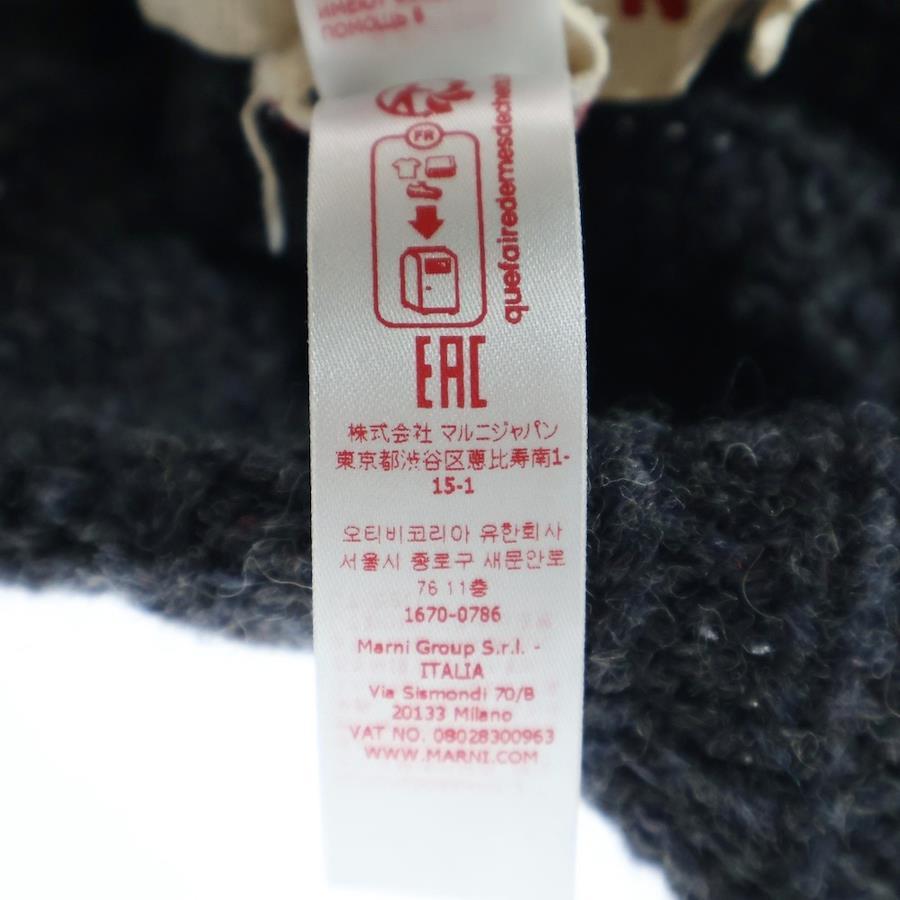 ПОМОЩЬ В
FR
quefairedemesdechets
EAC
株式会社 マルニジャパン
東京都渋谷区恵比寿南1-
15-1
오티비코리아 유한회사
서울시 종로구 새문안로
76 11층
1670-0786
Marni Group S.r.l. -
ITALIA
Via Sismondi 70/B
20133 Milano
VAT NO. 08028300963
WWW.MARNI.COM